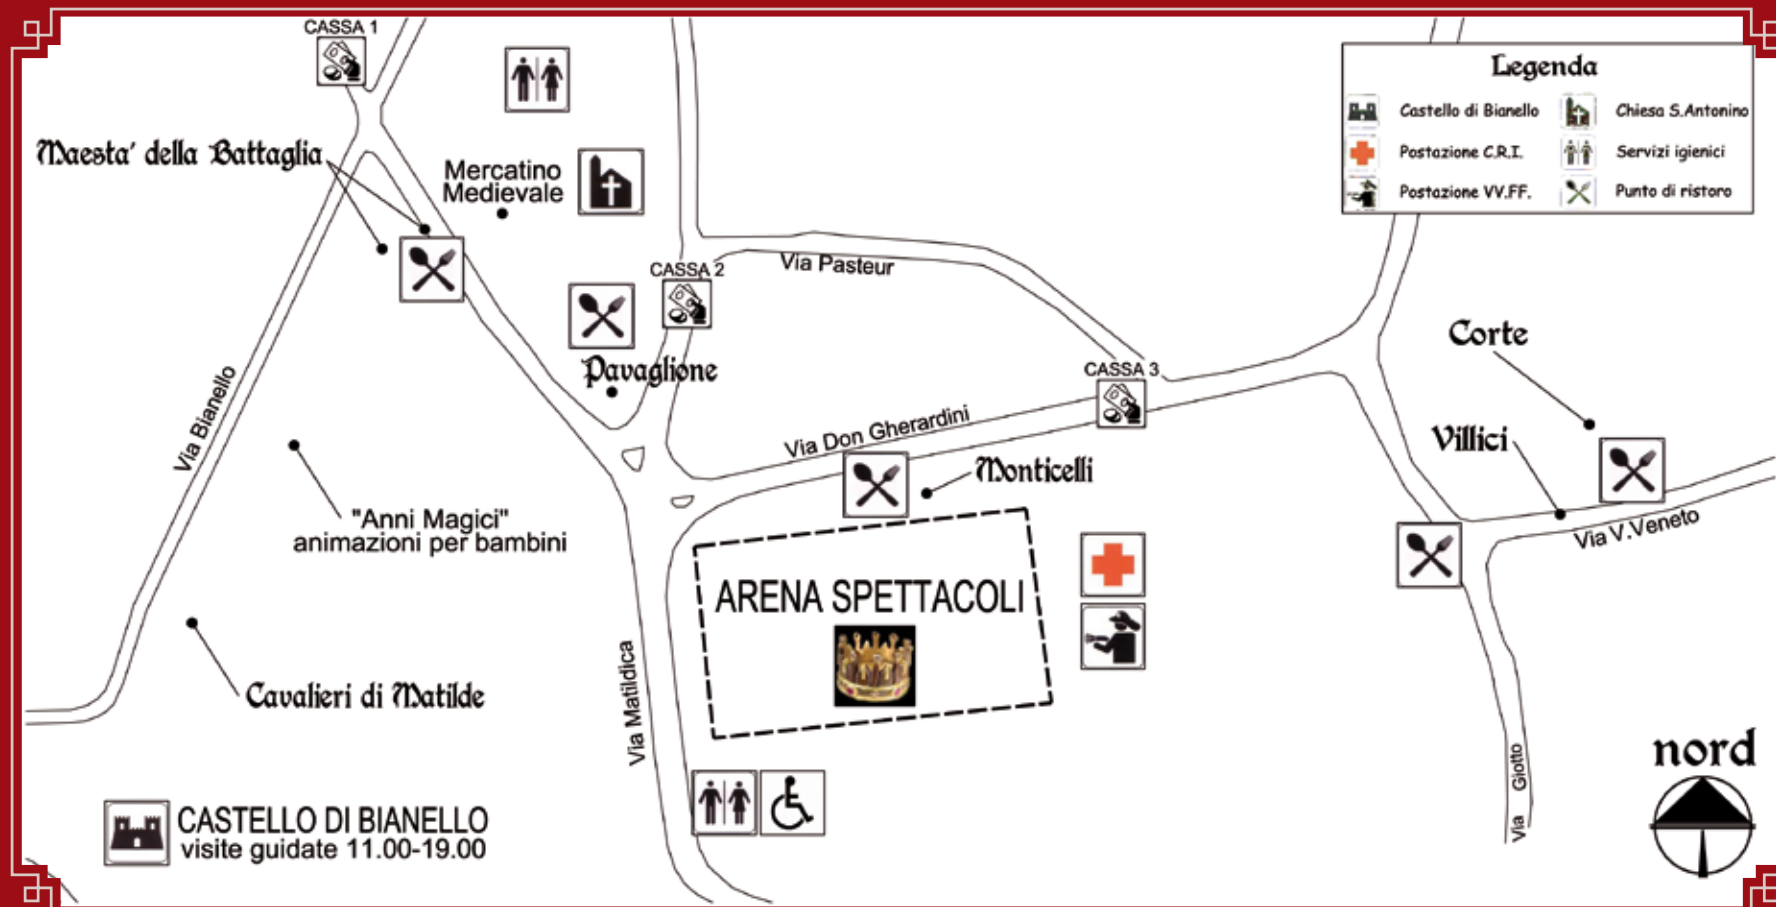 CASSA 1
Legenda
Castello di Bianello
Chiesa S.Antonino
Postazione C.R.I.
Servizi igienici
Postazione VV.FF.
Punto di ristoro
Maesta' della Battaglia
Mercatino
Medievale
CASSA 2
Via Pasteur
Pavaglione
CASSA 3
Corte
Via Bianello
Via Don Gherardini
Villici
Monticelli
"Anni Magici"
animazioni per bambini
Via V.Veneto
ARENA SPETTACOLI
Cavalieri di Matilde
Via Matildica
nord
Via Giotto
CASTELLO DI BIANELLO
visite guidate 11.00-19.00